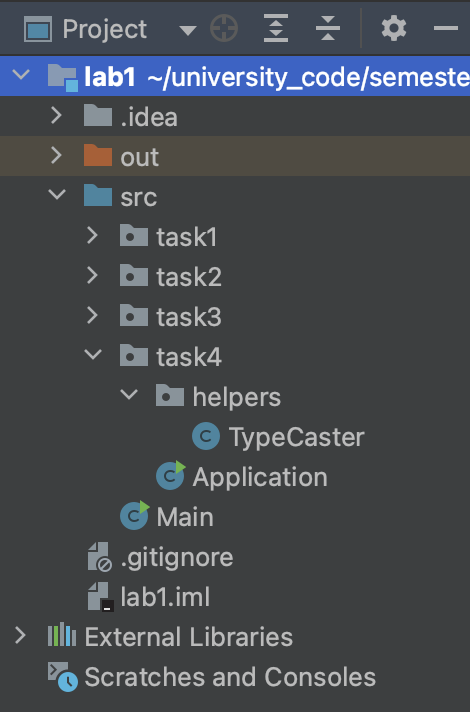 Project
lab1 ~/university_code/semeste
.idea
out
src
task1
task2
task3
task4
helpers
C TypeCaster
C Application
C Main
.gitignore
lab1.iml
External Libraries
Scratches and Consoles